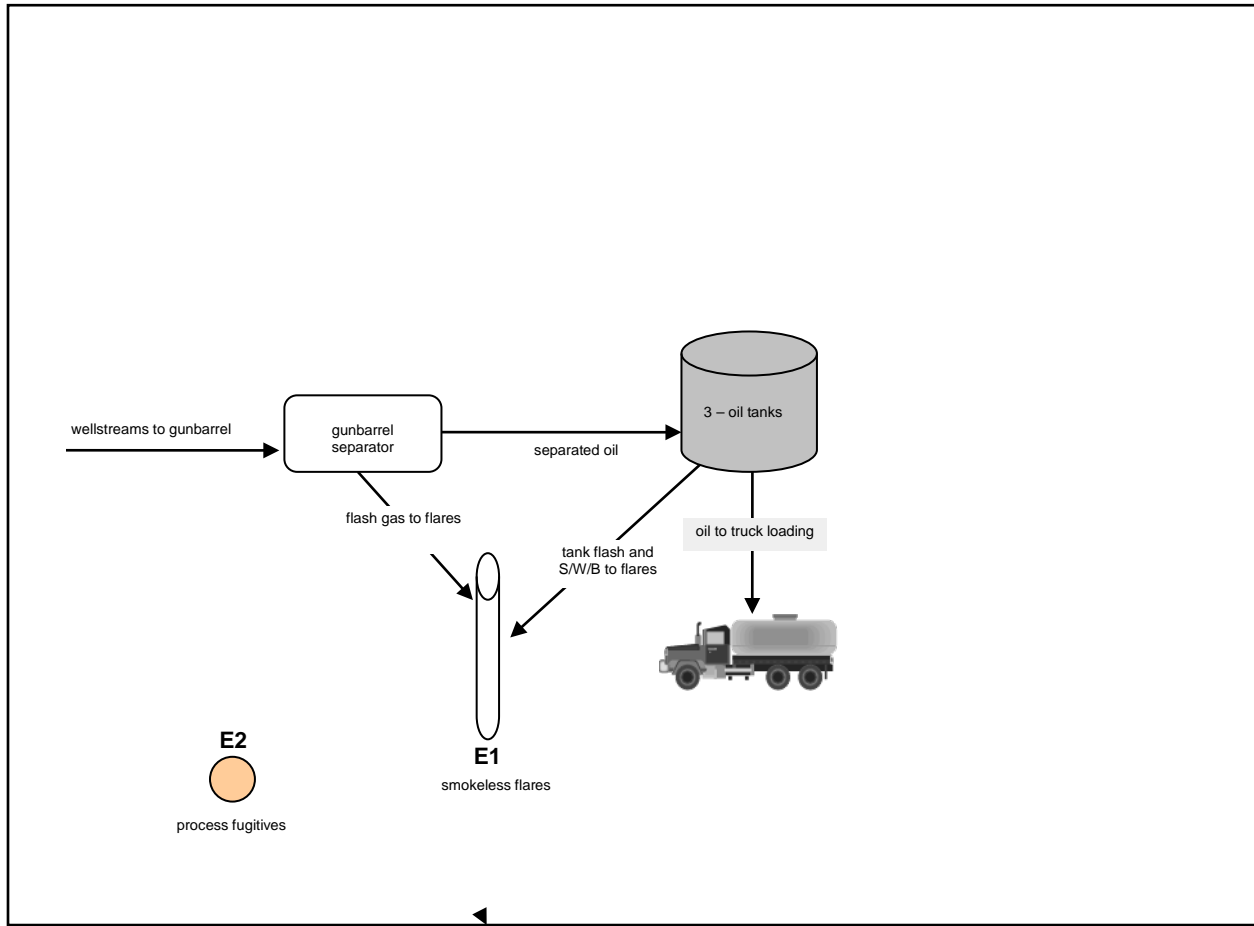 3 – oil tanks
wellstreams to gunbarrel
gunbarrel
separator
separated oil
flash gas to flares
tank flash and
S/W/B to flares
oil to truck loading
E2
process fugitives
E1
smokeless flares